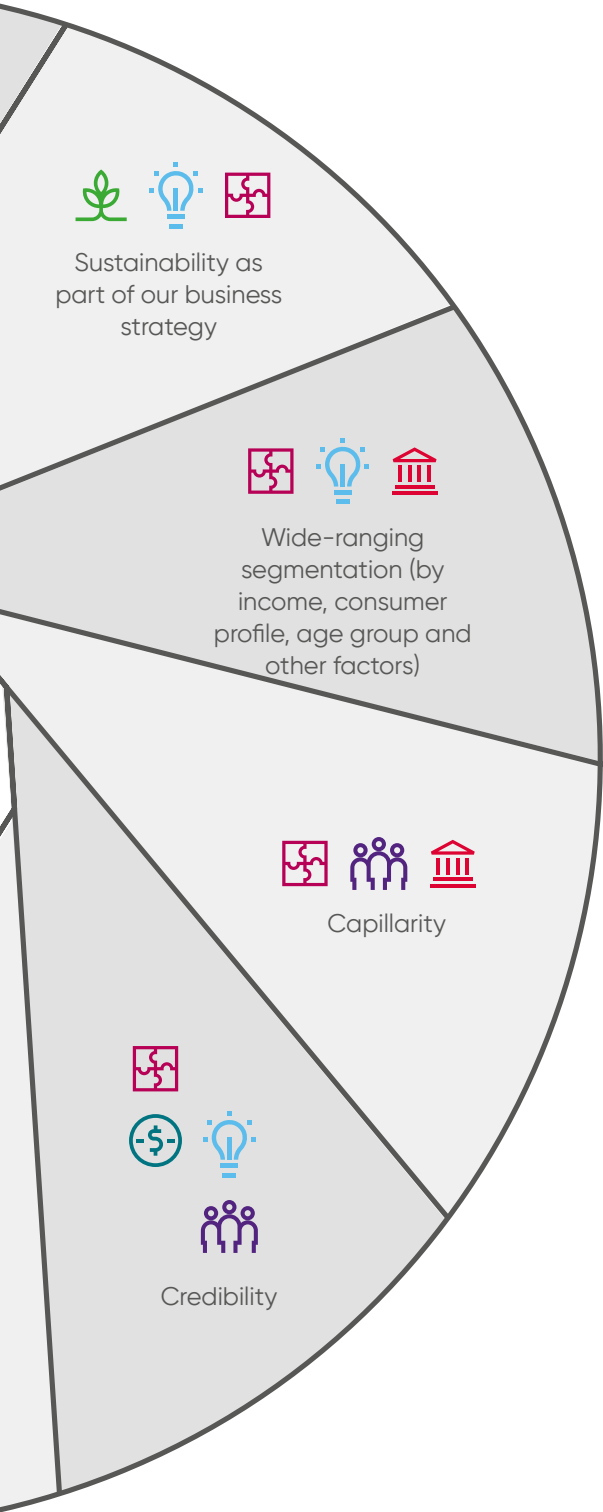 Sustainability as
part of our business
strategy
Wide-ranging
segmentation (by
income, consumer
profile, age group and
other factors)
Capillarity
Credibility